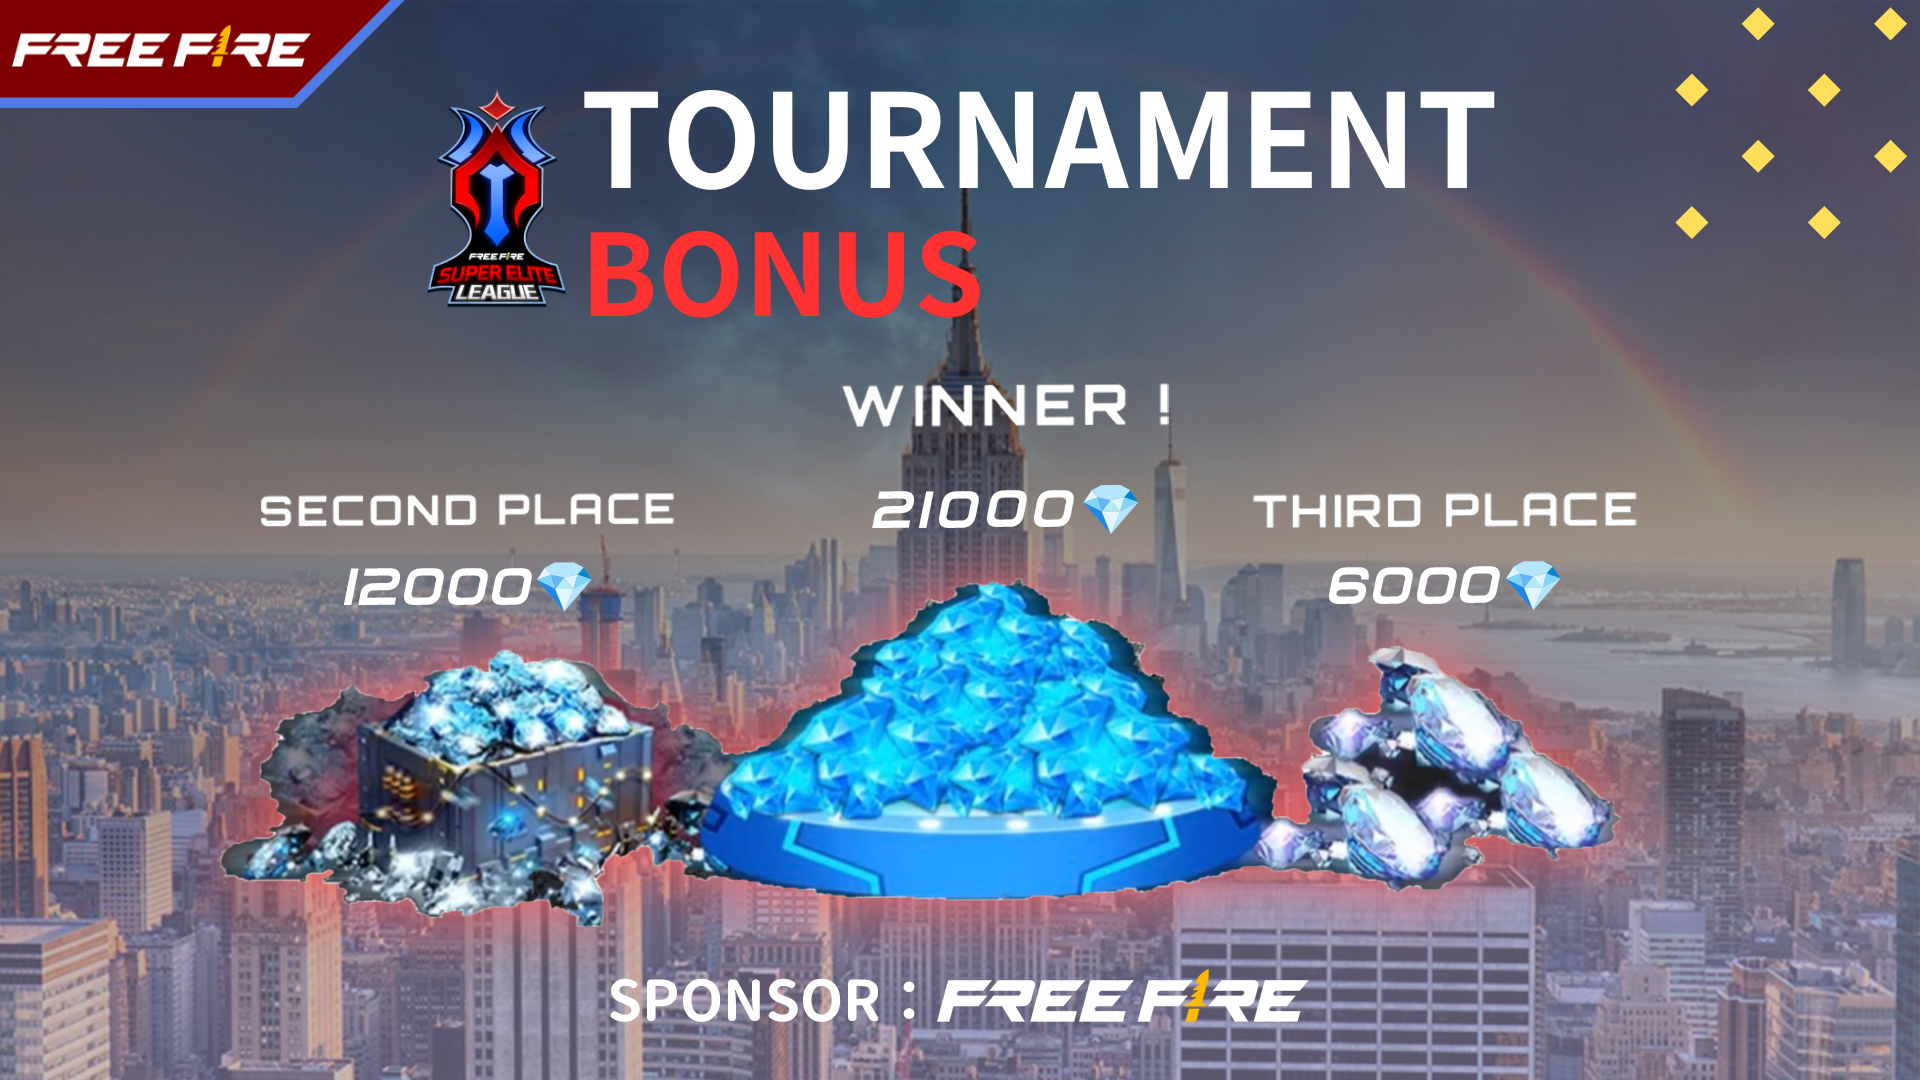 FREE FIRE
TOURNAMENT
BONUS
FREE FIRE
SUPER ELITE
LEAGUE
WINNER !
21000💎
SECOND PLACE
12000💎
THIRD PLACE
6000💎
SPONSOR : FREE FIRE